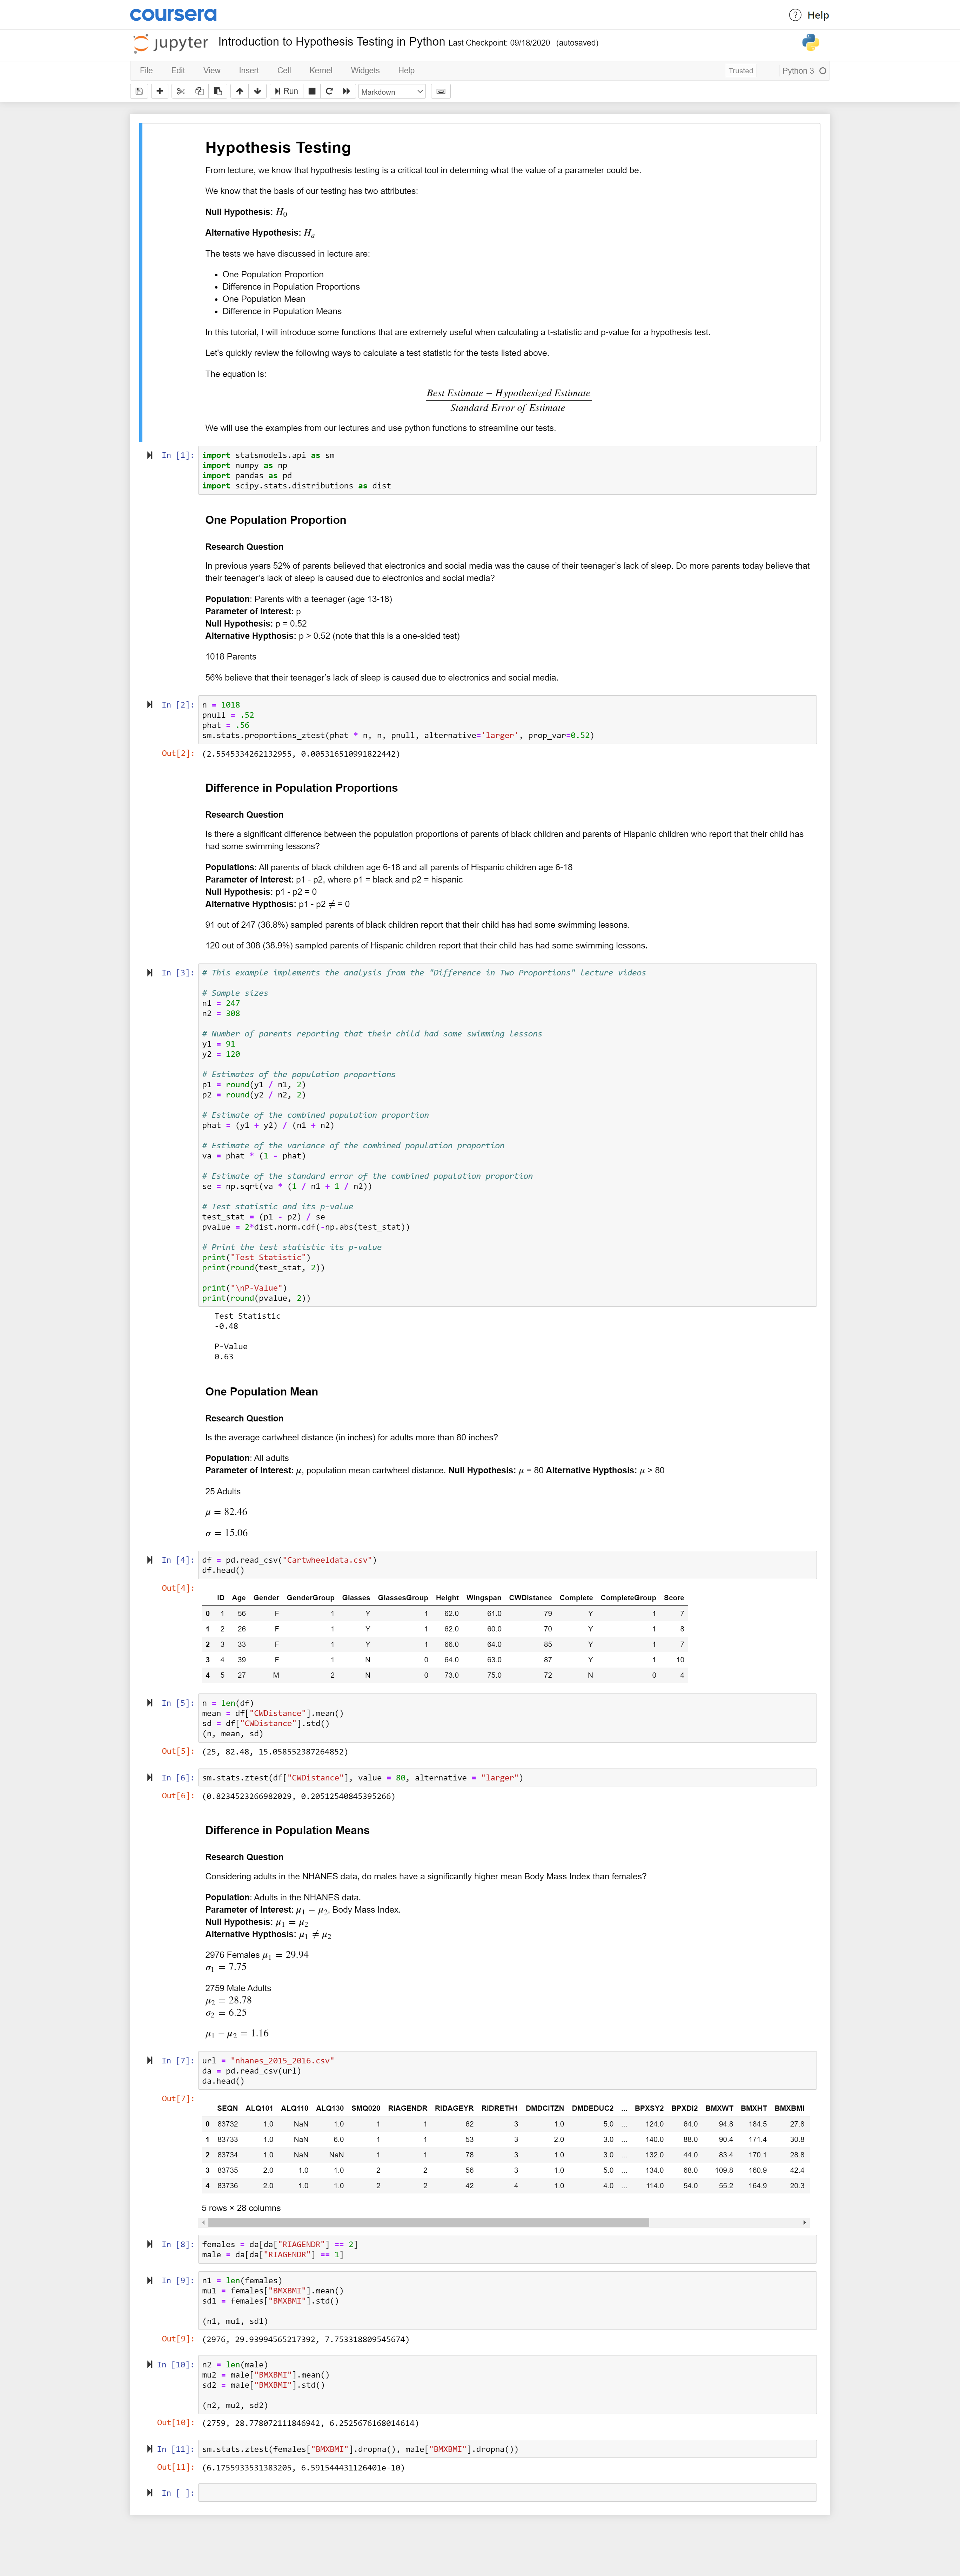 coursera
Help
jupyter Introduction to Hypothesis Testing in Python Last Checkpoint: 09/18/2020 (autosaved)
File Edit View Insert Cell Kernel Widgets Help Trusted Python 3
Run Markdown
Hypothesis Testing
From lecture, we know that hypothesis testing is a critical tool in determing what the value of a parameter could be.
We know that the basis of our testing has two attributes:
Null Hypothesis: H0
Alternative Hypothesis: Ha
The tests we have discussed in lecture are:
• One Population Proportion
• Difference in Population Proportions
• One Population Mean
• Difference in Population Means
In this tutorial, I will introduce some functions that are extremely useful when calculating a t-statistic and p-value for a hypothesis test.
Let's quickly review the following ways to calculate a test statistic for the tests listed above.
The equation is:
Best Estimate − Hypothesized Estimate
Standard Error of Estimate
We will use the examples from our lectures and use python functions to streamline our tests.
In [1]: import statsmodels.api as sm
import numpy as np
import pandas as pd
import scipy.stats.distributions as dist
One Population Proportion
Research Question
In previous years 52% of parents believed that electronics and social media was the cause of their teenager's lack of sleep. Do more parents today believe that
their teenager's lack of sleep is caused due to electronics and social media?
Population: Parents with a teenager (age 13-18)
Parameter of Interest: p
Null Hypothesis: p = 0.52
Alternative Hypthosis: p > 0.52 (note that this is a one-sided test)
1018 Parents
56% believe that their teenager's lack of sleep is caused due to electronics and social media.
In [2]: n = 1018
pnull = .52
phat = .56
sm.stats.proportions_ztest(phat * n, n, pnull, alternative='larger', prop_var=0.52)
Out[2]: (2.5545334262132955, 0.005316510991822442)
Difference in Population Proportions
Research Question
Is there a significant difference between the population proportions of parents of black children and parents of Hispanic children who report that their child has
had some swimming lessons?
Populations: All parents of black children age 6-18 and all parents of Hispanic children age 6-18
Parameter of Interest: p1 - p2, where p1 = black and p2 = hispanic
Null Hypothesis: p1 - p2 = 0
Alternative Hypthosis: p1 - p2 ≠ = 0
91 out of 247 (36.8%) sampled parents of black children report that their child has had some swimming lessons.
120 out of 308 (38.9%) sampled parents of Hispanic children report that their child has had some swimming lessons.
In [3]: # This example implements the analysis from the "Difference in Two Proportions" lecture videos
# Sample sizes
n1 = 247
n2 = 308
# Number of parents reporting that their child had some swimming lessons
y1 = 91
y2 = 120
# Estimates of the population proportions
p1 = round(y1 / n1, 2)
p2 = round(y2 / n2, 2)
# Estimate of the combined population proportion
phat = (y1 + y2) / (n1 + n2)
# Estimate of the variance of the combined population proportion
va = phat * (1 - phat)
# Estimate of the standard error of the combined population proportion
se = np.sqrt(va * (1 / n1 + 1 / n2))
# Test statistic and its p-value
test_stat = (p1 - p2) / se
pvalue = 2*dist.norm.cdf(-np.abs(test_stat))
# Print the test statistic its p-value
print("Test Statistic")
print(round(test_stat, 2))
print("\nP-Value")
print(round(pvalue, 2))
Test Statistic
-0.48
P-Value
0.63
One Population Mean
Research Question
Is the average cartwheel distance (in inches) for adults more than 80 inches?
Population: All adults
Parameter of Interest: μ, population mean cartwheel distance. Null Hypothesis: μ = 80 Alternative Hypthosis: μ > 80
25 Adults
μ = 82.46
σ = 15.06
In [4]: df = pd.read_csv("Cartwheeldata.csv")
df.head()
Out[4]:
ID Age Gender GenderGroup Glasses GlassesGroup Height Wingspan CWDistance Complete CompleteGroup Score
0 1 56 F 1 Y 1 62.0 61.0 79 Y 1 7
1 2 26 F 1 Y 1 62.0 60.0 70 Y 1 8
2 3 33 F 1 Y 1 66.0 64.0 85 Y 1 7
3 4 39 F 1 N 0 64.0 63.0 87 Y 1 10
4 5 27 M 2 N 0 73.0 75.0 72 N 0 4
In [5]: n = len(df)
mean = df["CWDistance"].mean()
sd = df["CWDistance"].std()
(n, mean, sd)
Out[5]: (25, 82.48, 15.058552387264852)
In [6]: sm.stats.ztest(df["CWDistance"], value = 80, alternative = "larger")
Out[6]: (0.8234523266982029, 0.20512540845395266)
Difference in Population Means
Research Question
Considering adults in the NHANES data, do males have a significantly higher mean Body Mass Index than females?
Population: Adults in the NHANES data.
Parameter of Interest: μ1 − μ2, Body Mass Index.
Null Hypothesis: μ1 = μ2
Alternative Hypthosis: μ1 ≠ μ2
2976 Females μ1 = 29.94
σ1 = 7.75
2759 Male Adults
μ2 = 28.78
σ2 = 6.25
μ1 − μ2 = 1.16
In [7]: url = "nhanes_2015_2016.csv"
da = pd.read_csv(url)
da.head()
Out[7]:
SEQN ALQ101 ALQ110 ALQ130 SMQ020 RIAGENDR RIDAGEYR RIDRETH1 DMDCITZN DMDEDUC2 ... BPXSY2 BPXDI2 BMXWT BMXHT BMXBMI
0 83732 1.0 NaN 1.0 1 1 62 3 1.0 5.0 ... 124.0 64.0 94.8 184.5 27.8
1 83733 1.0 NaN 6.0 1 1 53 3 2.0 3.0 ... 140.0 88.0 90.4 171.4 30.8
2 83734 1.0 NaN NaN 1 1 78 3 1.0 3.0 ... 132.0 44.0 83.4 170.1 28.8
3 83735 2.0 1.0 1.0 2 2 56 3 1.0 5.0 ... 134.0 68.0 109.8 160.9 42.4
4 83736 2.0 1.0 1.0 2 2 42 4 1.0 4.0 ... 114.0 54.0 55.2 164.9 20.3
5 rows × 28 columns
In [8]: females = da[da["RIAGENDR"] == 2]
male = da[da["RIAGENDR"] == 1]
In [9]: n1 = len(females)
mu1 = females["BMXBMI"].mean()
sd1 = females["BMXBMI"].std()
(n1, mu1, sd1)
Out[9]: (2976, 29.93994565217392, 7.753318809545674)
In [10]: n2 = len(male)
mu2 = male["BMXBMI"].mean()
sd2 = male["BMXBMI"].std()
(n2, mu2, sd2)
Out[10]: (2759, 28.778072111846942, 6.2525676168014614)
In [11]: sm.stats.ztest(females["BMXBMI"].dropna(), male["BMXBMI"].dropna())
Out[11]: (6.1755933531383205, 6.591544431126401e-10)
In [ ]: